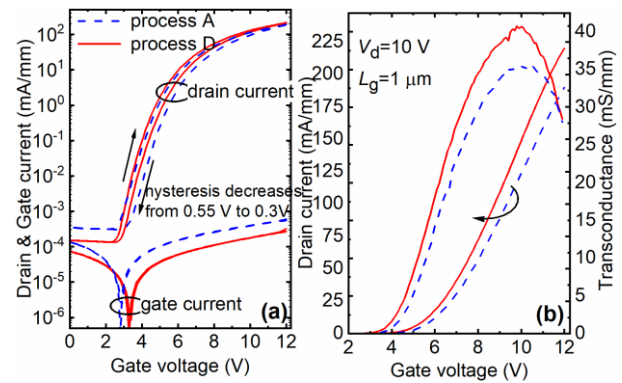 process A
process D
drain current
hysteresis decreases
from 0.55 V to 0.3V
gate current
(a)
Drain & Gate current (mA/mm)
10^2
10^1
10^0
10^-1
10^-2
10^-3
10^-4
10^-5
10^-6
0 2 4 6 8 10 12
Gate voltage (V)
V_d=10 V
L_g=1 μm
(b)
Drain current (mA/mm)
225
200
175
150
125
100
75
50
25
0
2 4 6 8 10 12
Gate voltage (V)
40
35
30
25
20
15
10
5
0
Transconductance (mS/mm)